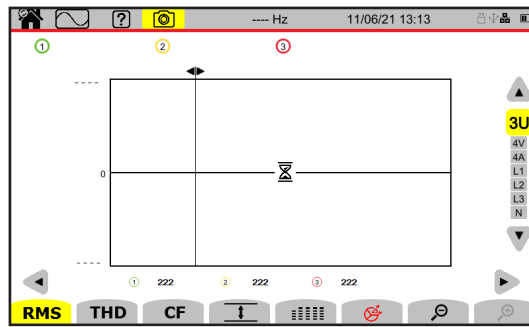 ? ---- Hz 11/06/21 13:13
1 2 3
----
3U
4V
4A
L1
L2
L3
N
0
----
1 222 2 222 3 222
RMS THD CF